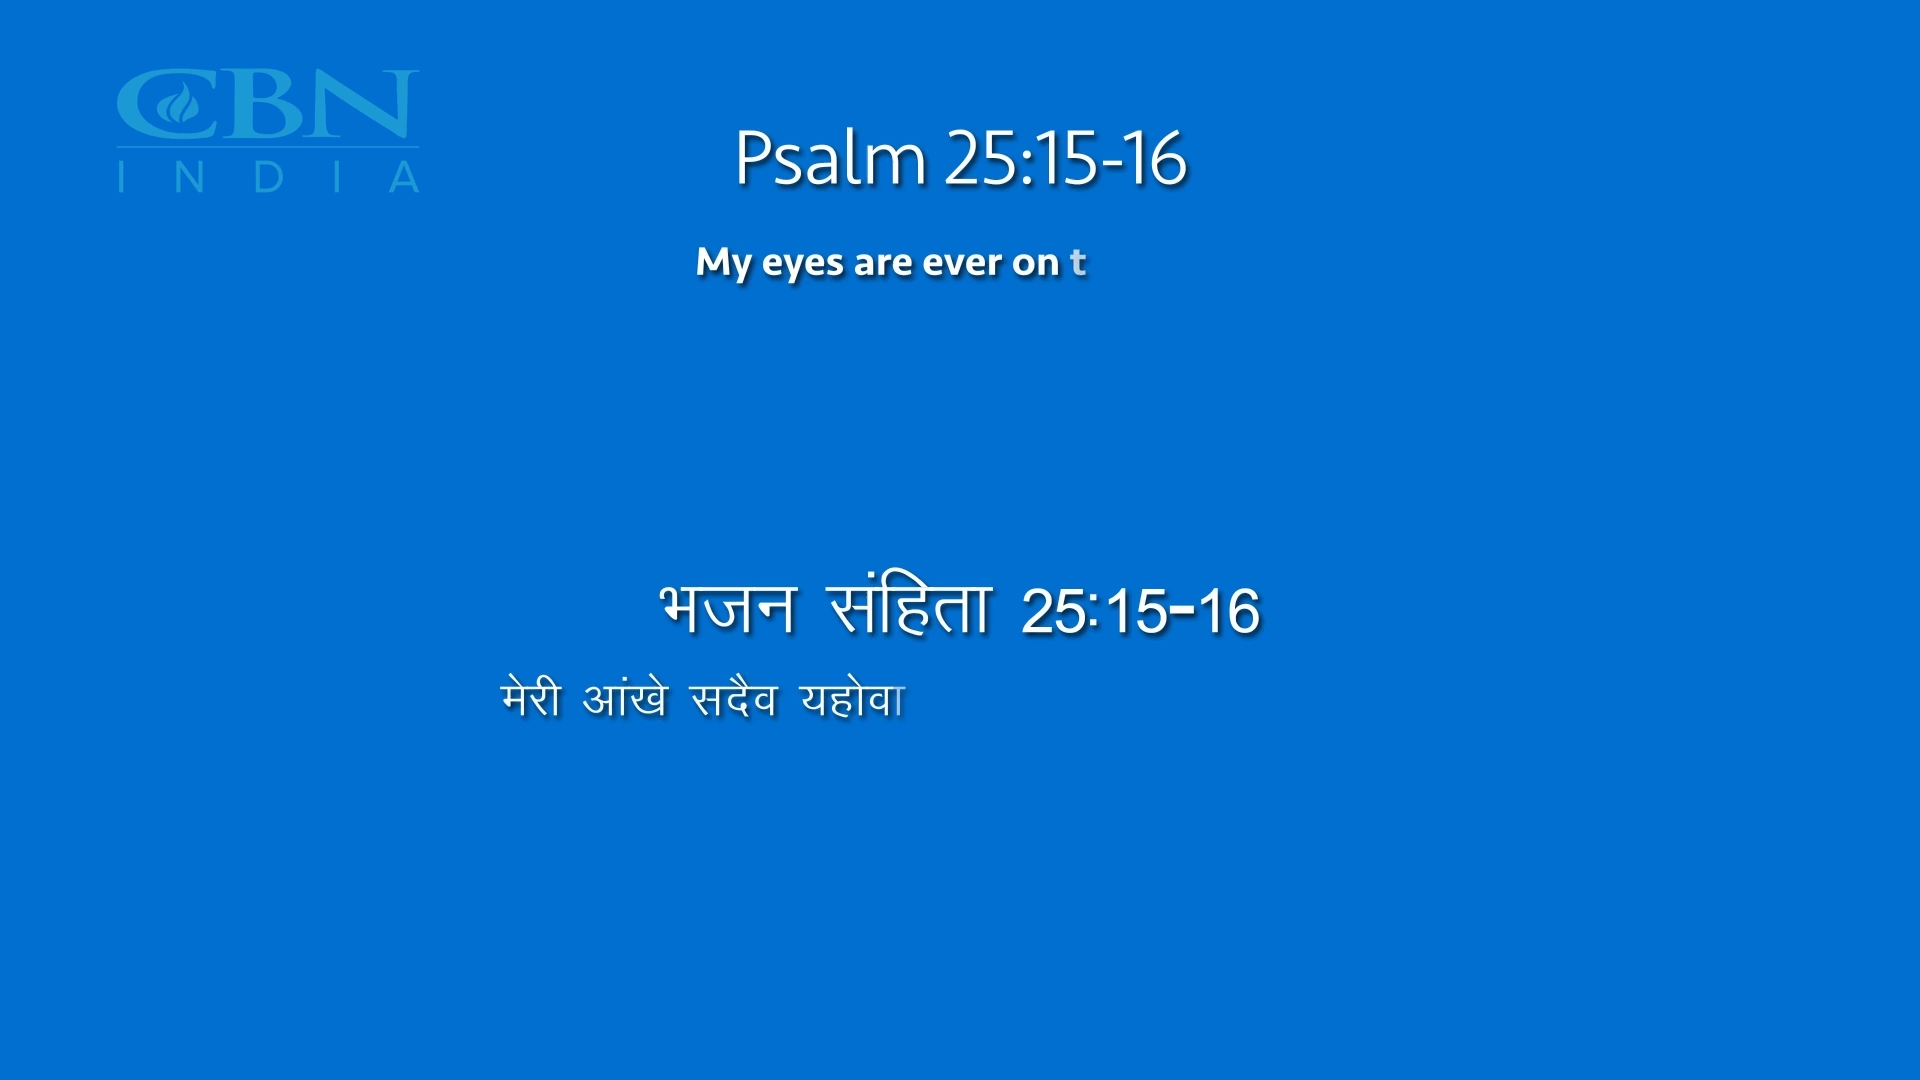 CBN
INDIA
Psalm 25:15-16
My eyes are ever on t
भजन संहिता 25:15-16
मेरी आंखे सदैव यहोवा